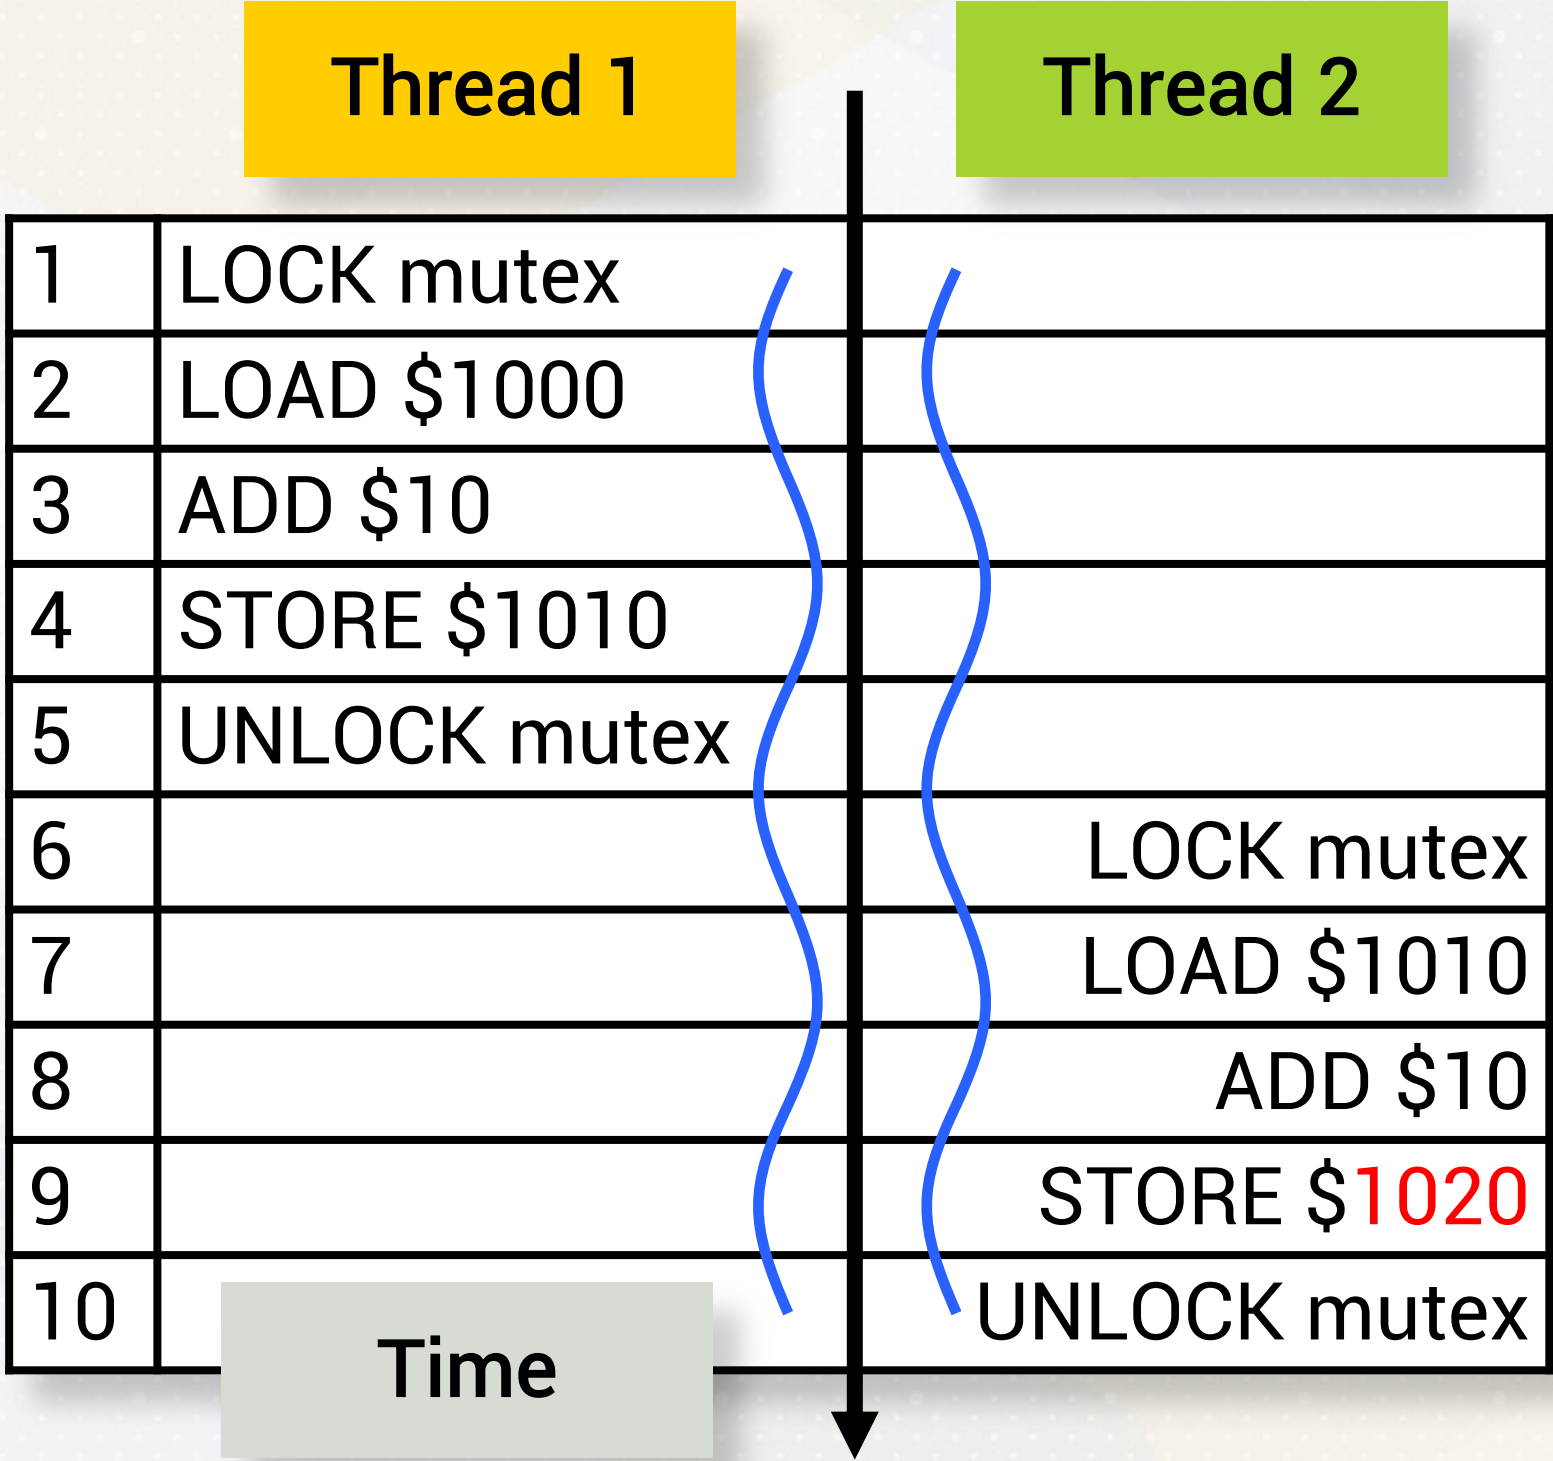 Thread 1
Thread 2
1 LOCK mutex
2 LOAD $1000
3 ADD $10
4 STORE $1010
5 UNLOCK mutex
6 LOCK mutex
7 LOAD $1010
8 ADD $10
9 STORE $1020
10 UNLOCK mutex
Time